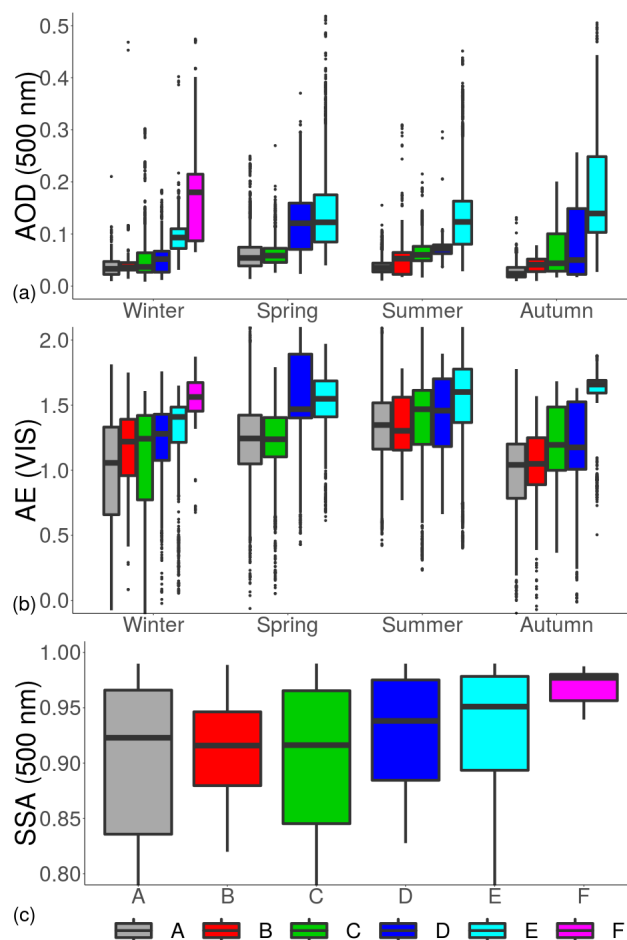 0.5
0.4
0.3
0.2
0.1
0.0
AOD (500 nm)
(a)
Winter Spring Summer Autumn
2.0
1.5
1.0
0.5
0.0
AE (VIS)
(b)
Winter Spring Summer Autumn
1.00
0.95
0.90
0.85
0.80
SSA (500 nm)
A B C D E F
(c)
A B C D E F